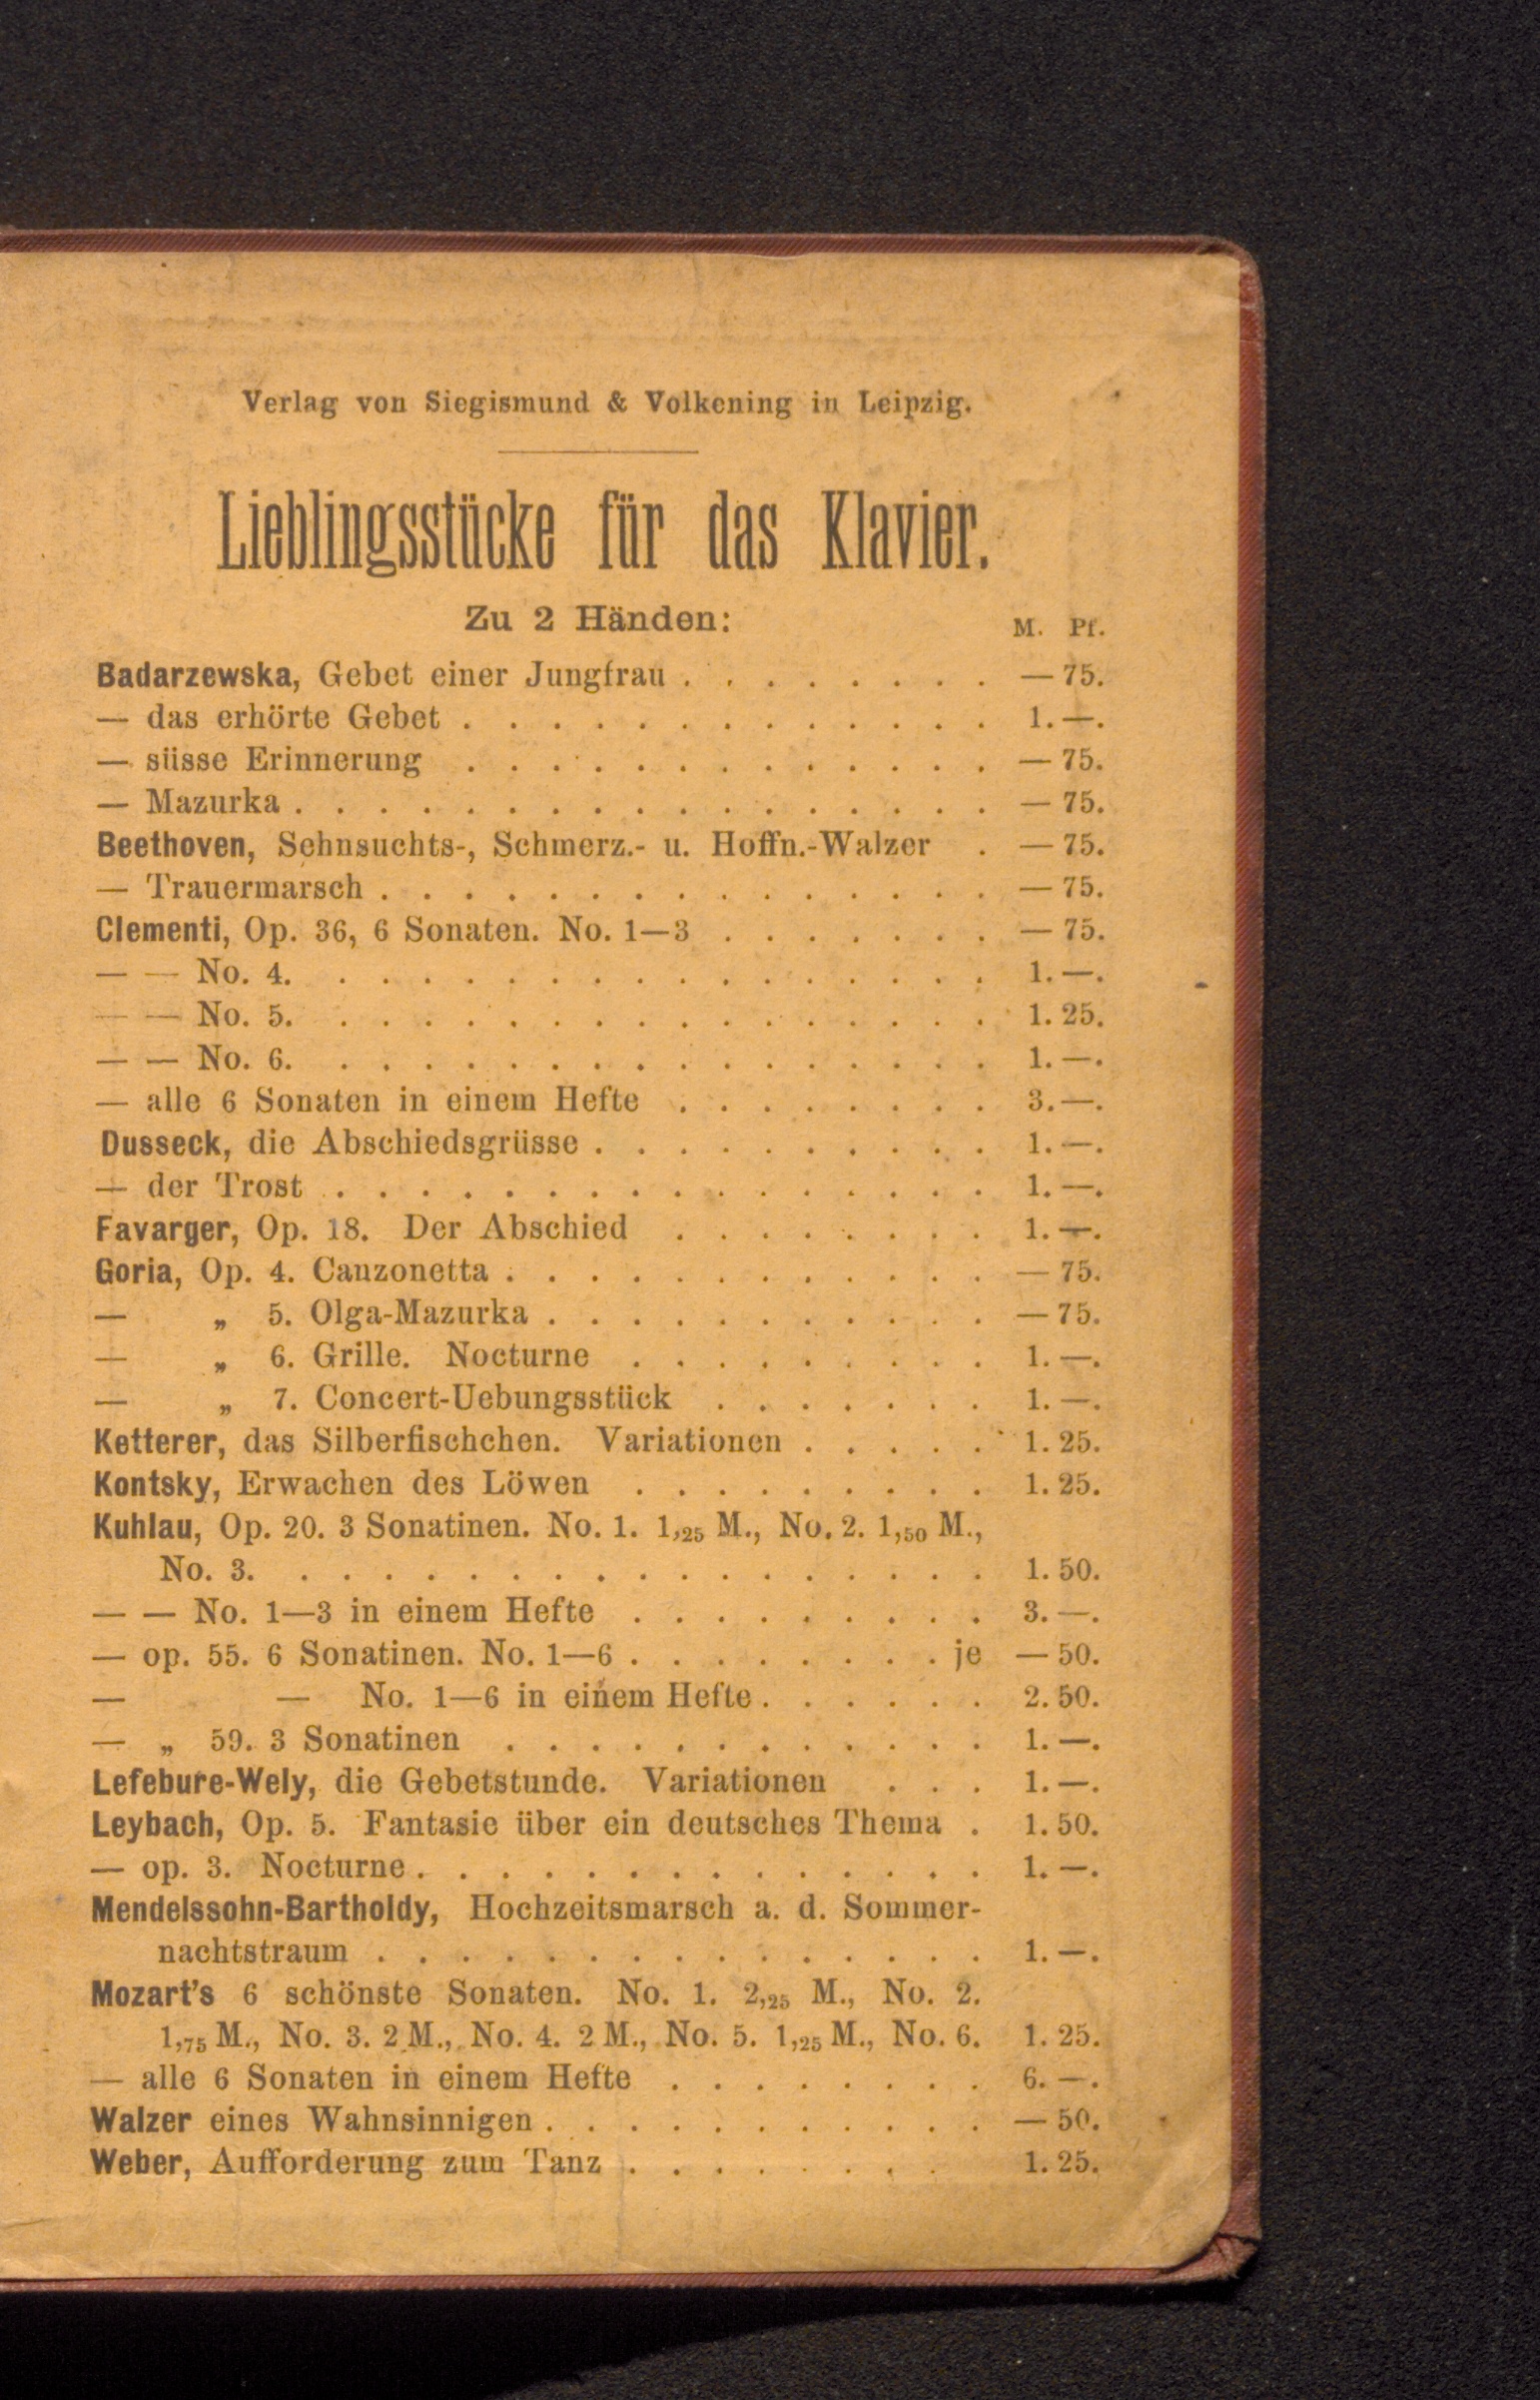 Verlag von Siegismund & Volkening in Leipzig.
Lieblingsstücke für das Klavier.
Zu 2 Händen: M. Pf.
Badarzewska, Gebet einer Jungfrau . . . . . . . . — 75.
— das erhörte Gebet . . . . . . . . . . . . . 1. —.
— süsse Erinnerung . . . . . . . . . . . . . — 75.
— Mazurka . . . . . . . . . . . . . . . . . — 75.
Beethoven, Sehnsuchts-, Schmerz.- u. Hoffn.-Walzer . — 75.
— Trauermarsch . . . . . . . . . . . . . . . — 75.
Clementi, Op. 36, 6 Sonaten. No. 1—3 . . . . . . . — 75.
— — No. 4. . . . . . . . . . . . . . . . . 1. —.
— — No. 5. . . . . . . . . . . . . . . . . 1. 25.
— — No. 6. . . . . . . . . . . . . . . . . 1. —.
— alle 6 Sonaten in einem Hefte . . . . . . . . 3. —.
Dusseck, die Abschiedsgrüsse . . . . . . . . . . 1. —.
— der Trost . . . . . . . . . . . . . . . . 1. —.
Favarger, Op. 18. Der Abschied . . . . . . . . 1. —.
Goria, Op. 4. Canzonetta . . . . . . . . . . . . — 75.
— „ 5. Olga-Mazurka . . . . . . . . . . . — 75.
— „ 6. Grille. Nocturne . . . . . . . . . 1. —.
— „ 7. Concert-Uebungsstück . . . . . . . 1. —.
Ketterer, das Silberfischchen. Variationen . . . . . 1. 25.
Kontsky, Erwachen des Löwen . . . . . . . . . 1. 25.
Kuhlau, Op. 20. 3 Sonatinen. No. 1. 1,25 M., No. 2. 1,50 M.,
No. 3. . . . . . . . . . . . . . . . . . 1. 50.
— — No. 1—3 in einem Hefte . . . . . . . . . 3. —.
— op. 55. 6 Sonatinen. No. 1—6 . . . . . . . . je — 50.
— — No. 1—6 in einem Hefte . . . . . . 2. 50.
— „ 59. 3 Sonatinen . . . . . . . . . . . . 1. —.
Lefebure-Wely, die Gebetstunde. Variationen . . . 1. —.
Leybach, Op. 5. Fantasie über ein deutsches Thema . 1. 50.
— op. 3. Nocturne . . . . . . . . . . . . . . 1. —.
Mendelssohn-Bartholdy, Hochzeitsmarsch a. d. Sommer-
nachtstraum . . . . . . . . . . . . . . . 1. —.
Mozart's 6 schönste Sonaten. No. 1. 2,25 M., No. 2.
1,75 M., No. 3. 2 M., No. 4. 2 M., No. 5. 1,25 M., No. 6. 1. 25.
— alle 6 Sonaten in einem Hefte . . . . . . . . 6. —.
Walzer eines Wahnsinnigen . . . . . . . . . . . — 50.
Weber, Aufforderung zum Tanz . . . . . . . . 1. 25.